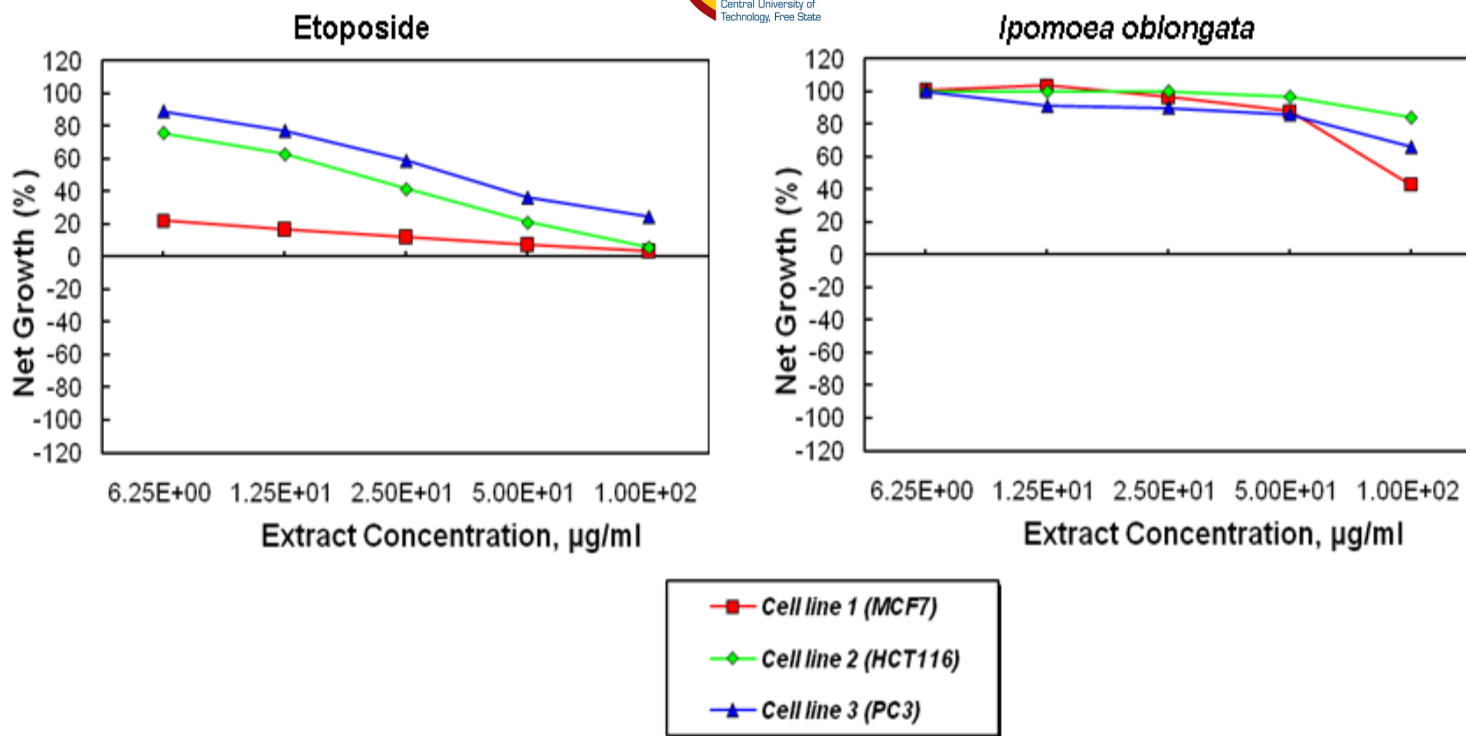 Central University of
Technology, Free State
Etoposide
120
100
80
60
40
20
0
-20
-40
-60
-80
-100
-120
Net Growth (%)
6.25E+00 1.25E+01 2.50E+01 5.00E+01 1.00E+02
Extract Concentration, µg/ml
Ipomoea oblongata
120
100
80
60
40
20
0
-20
-40
-60
-80
-100
-120
Net Growth (%)
6.25E+00 1.25E+01 2.50E+01 5.00E+01 1.00E+02
Extract Concentration, µg/ml
Cell line 1 (MCF7)
Cell line 2 (HCT116)
Cell line 3 (PC3)